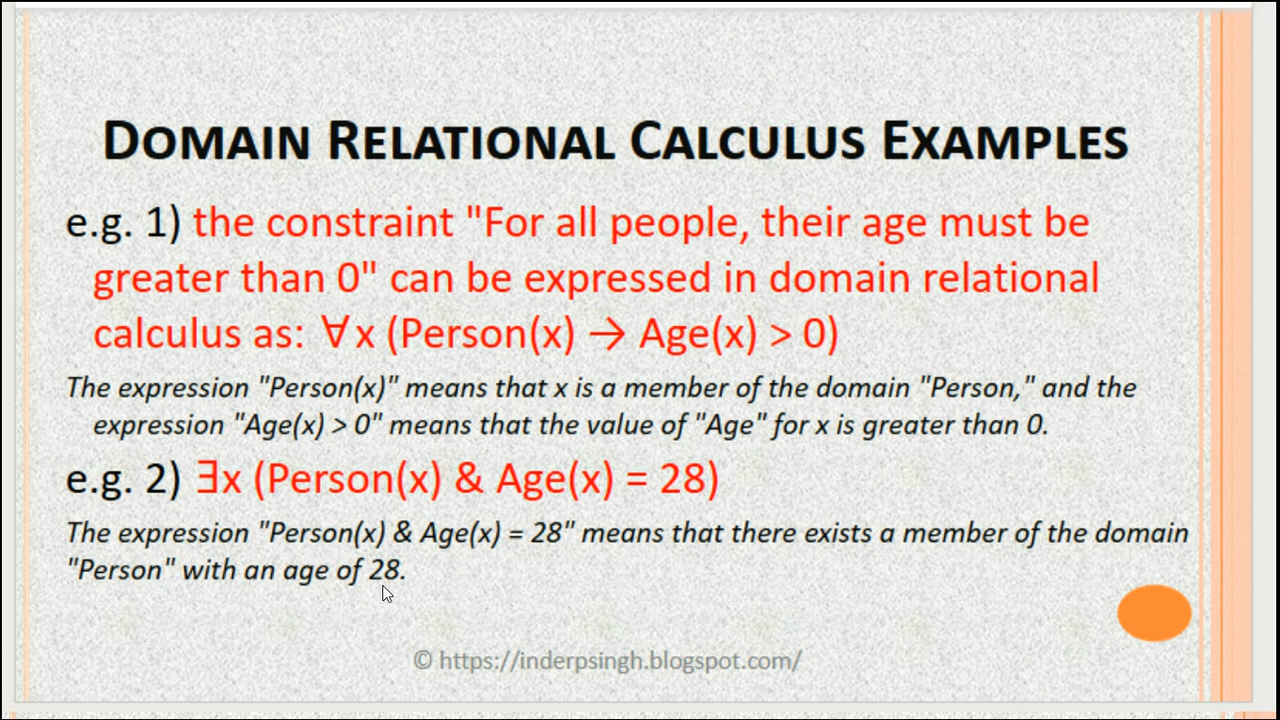 DOMAIN RELATIONAL CALCULUS EXAMPLES
e.g. 1) the constraint "For all people, their age must be
greater than 0" can be expressed in domain relational
calculus as: ∀x (Person(x) → Age(x) > 0)
The expression "Person(x)" means that x is a member of the domain "Person," and the
expression "Age(x) > 0" means that the value of "Age" for x is greater than 0.
e.g. 2) ∃x (Person(x) & Age(x) = 28)
The expression "Person(x) & Age(x) = 28" means that there exists a member of the domain
"Person" with an age of 28.
© https://inderpsingh.blogspot.com/